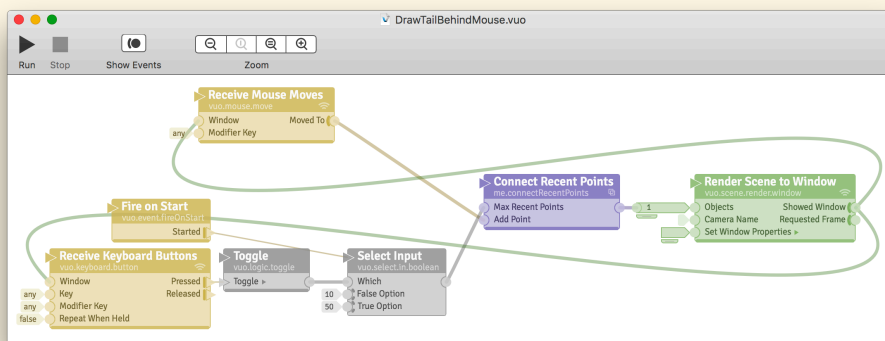 DrawTailBehindMouse.vuo
Run
Stop
Show Events
Zoom
Receive Mouse Moves
vuo.mouse.move
Window
Moved To
any
Modifier Key
Fire on Start
vuo.event.fireOnStart
Started
Receive Keyboard Buttons
vuo.keyboard.button
Window
Pressed
any
Key
Released
any
Modifier Key
false
Repeat When Held
Toggle
vuo.logic.toggle
Toggle ▸
Select Input
vuo.select.in.boolean
Which
10
False Option
50
True Option
Connect Recent Points
me.connectRecentPoints
Max Recent Points
Add Point
Render Scene to Window
vuo.scene.render.window
1
Objects
Showed Window
Camera Name
Requested Frame
Set Window Properties ▸